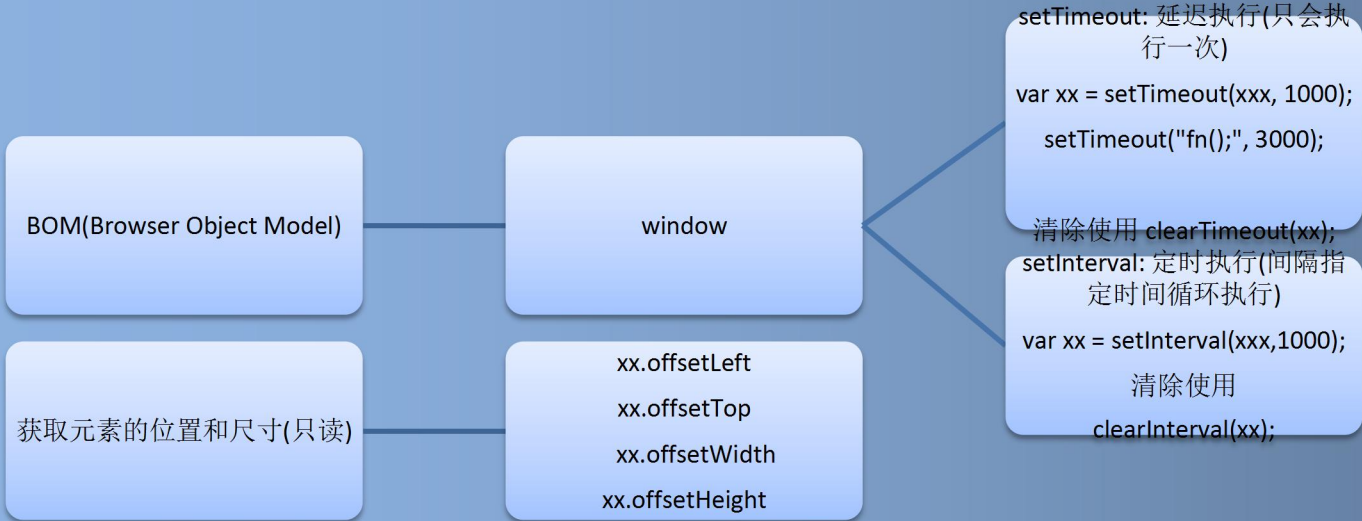 BOM(Browser Object Model)
window
setTimeout: 延迟执行(只会执
行一次)
var xx = setTimeout(xxx, 1000);
setTimeout("fn();", 3000);
清除使用 clearTimeout(xx);
setInterval: 定时执行(间隔指
定时间循环执行)
var xx = setInterval(xxx,1000);
清除使用
clearInterval(xx);
获取元素的位置和尺寸(只读)
xx.offsetLeft
xx.offsetTop
xx.offsetWidth
xx.offsetHeight